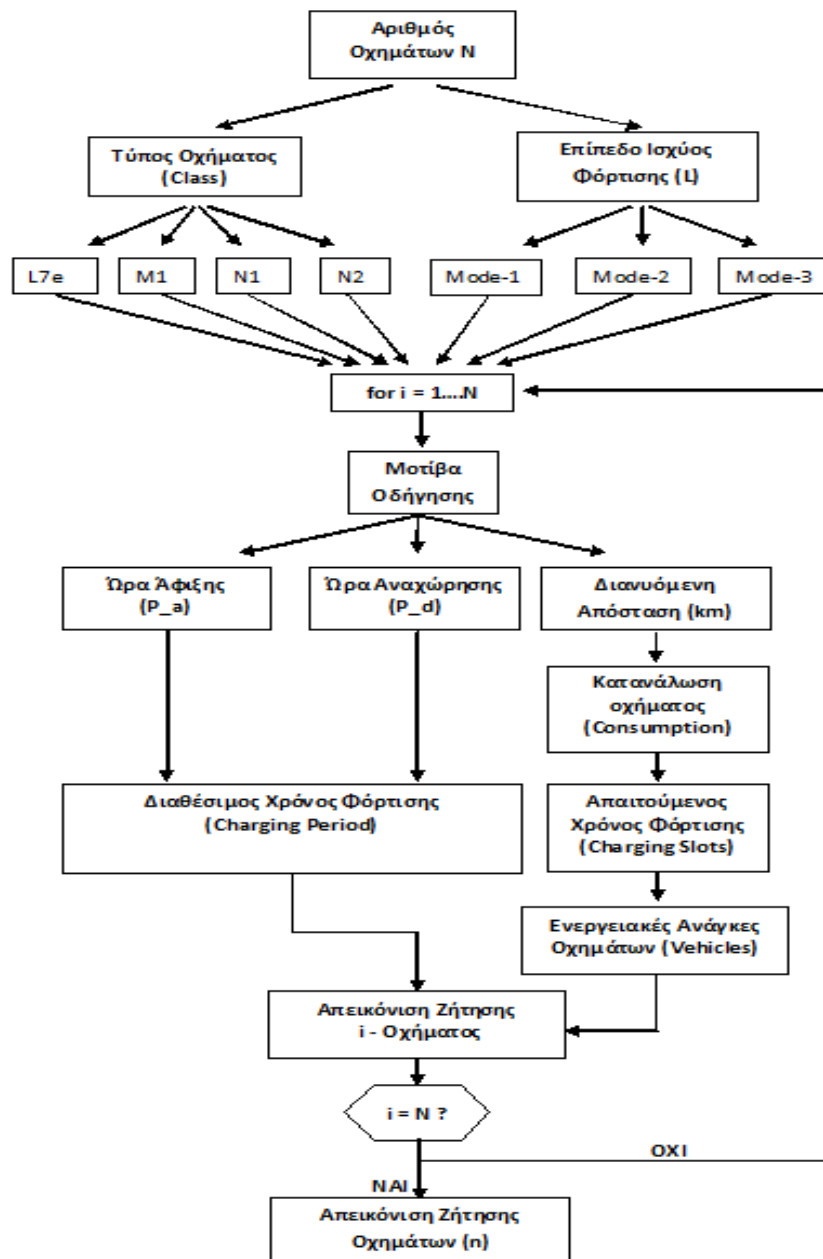 Αριθμός
Οχημάτων N
Τύπος Οχήματος
(Class)
Επίπεδο Ισχύος
Φόρτισης (L)
L7e
M1
N1
N2
Mode-1
Mode-2
Mode-3
for i = 1....N
Μοτίβα
Οδήγησης
Ώρα Άφιξης
(P_a)
Ώρα Αναχώρησης
(P_d)
Διανυόμενη
Απόσταση (km)
Κατανάλωση
οχήματος
(Consumption)
Διαθέσιμος Χρόνος Φόρτισης
(Charging Period)
Απαιτούμενος
Χρόνος Φόρτισης
(Charging Slots)
Ενεργειακές Ανάγκες
Οχημάτων (Vehicles)
Απεικόνιση Ζήτησης
i - Οχήματος
i = N ?
ΟΧΙ
ΝΑΙ
Απεικόνιση Ζήτησης
Οχημάτων (n)